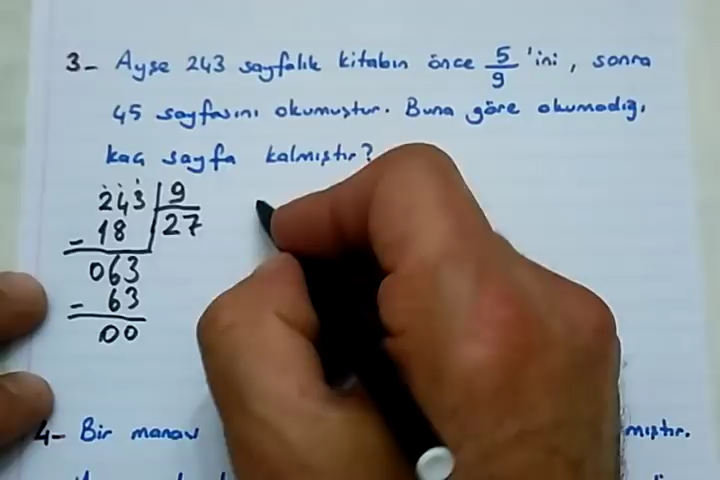 3- Ayşe 243 sayfalık kitabın önce 5/9 'ini, sonra
45 sayfasını okumuştur. Buna göre okumadığı
kaç sayfa kalmıştır?
243 | 9
- 18 27
063
- 63
00
4- Bir manav mıştır.